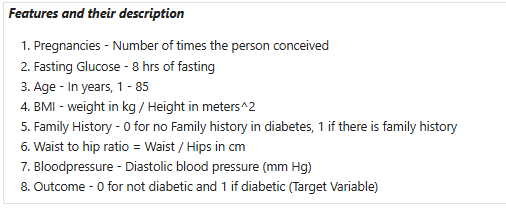 Features and their description
1. Pregnancies - Number of times the person conceived
2. Fasting Glucose - 8 hrs of fasting
3. Age - In years, 1 - 85
4. BMI - weight in kg / Height in meters^2
5. Family History - 0 for no Family history in diabetes, 1 if there is family history
6. Waist to hip ratio = Waist / Hips in cm
7. Bloodpressure - Diastolic blood pressure (mm Hg)
8. Outcome - 0 for not diabetic and 1 if diabetic (Target Variable)